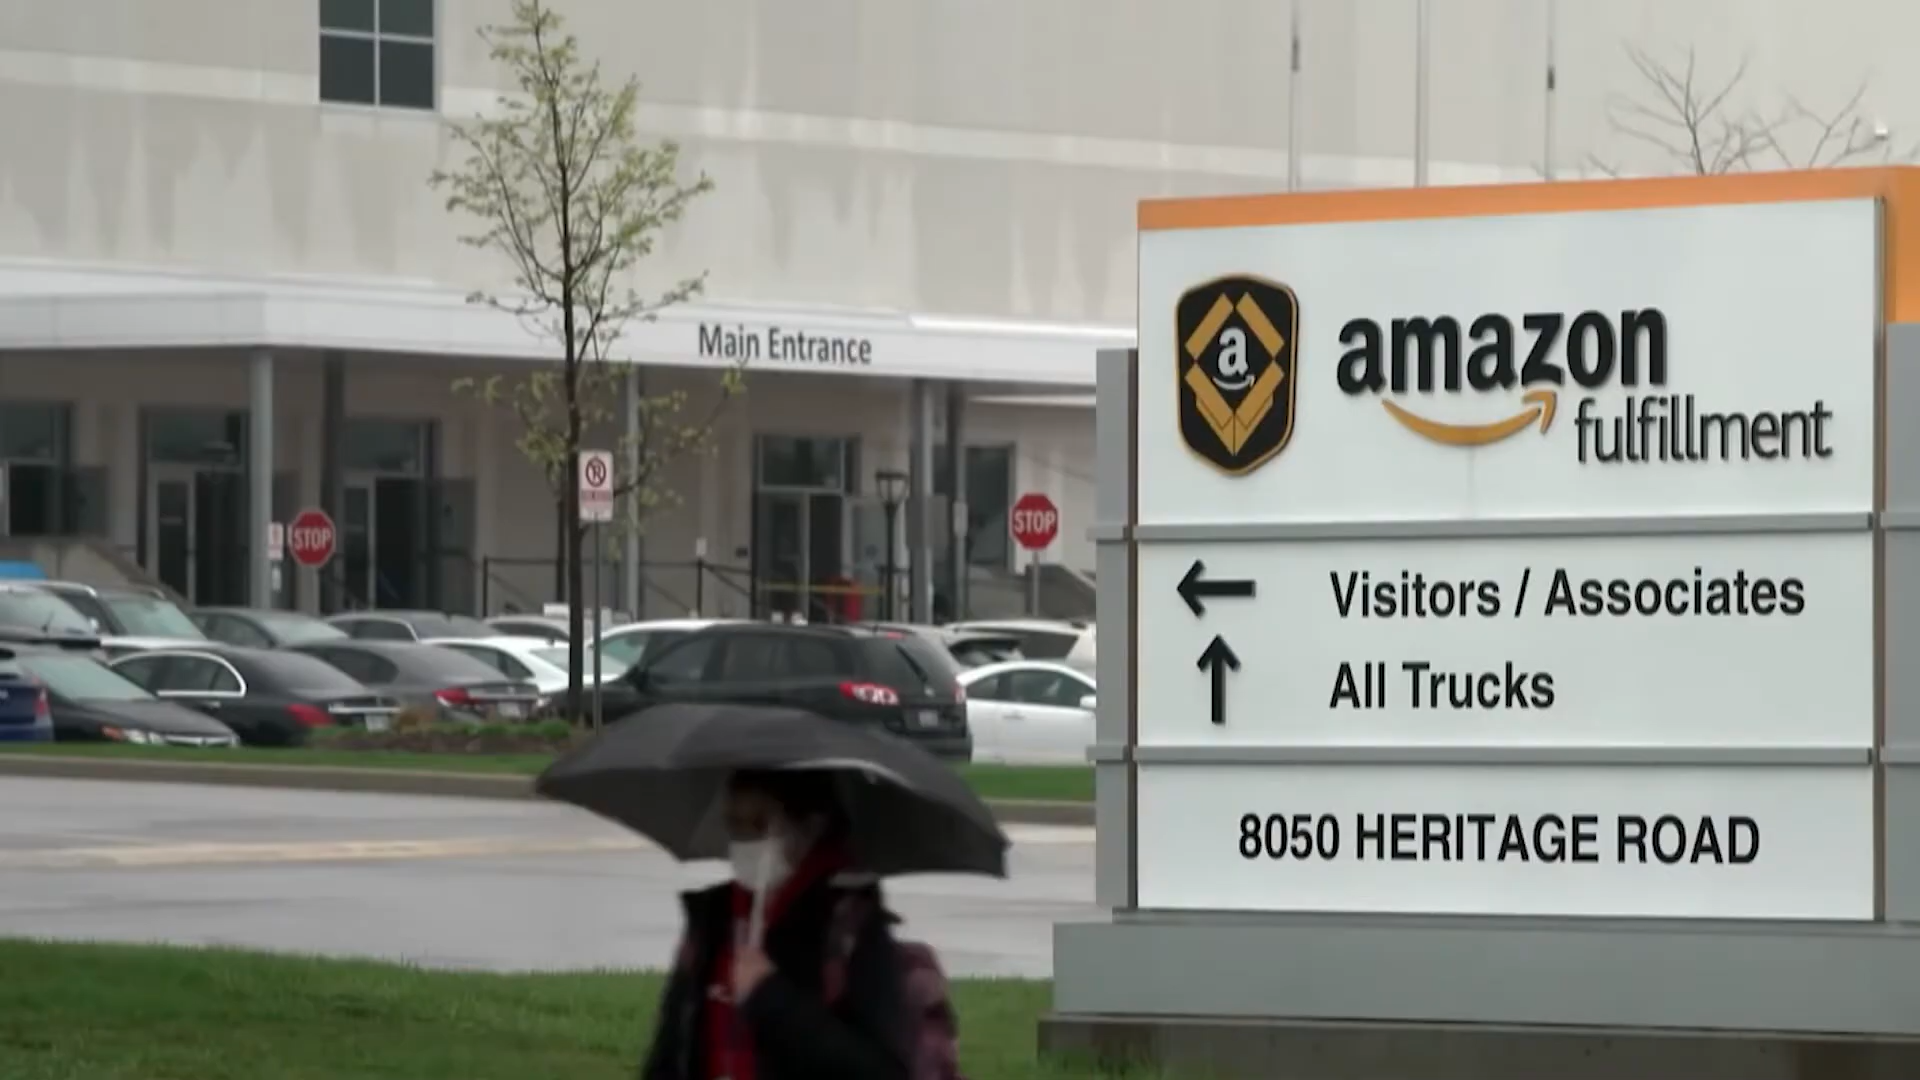 Main Entrance
STOP
STOP
a
amazon
fulfillment
Visitors / Associates
All Trucks
8050 HERITAGE ROAD